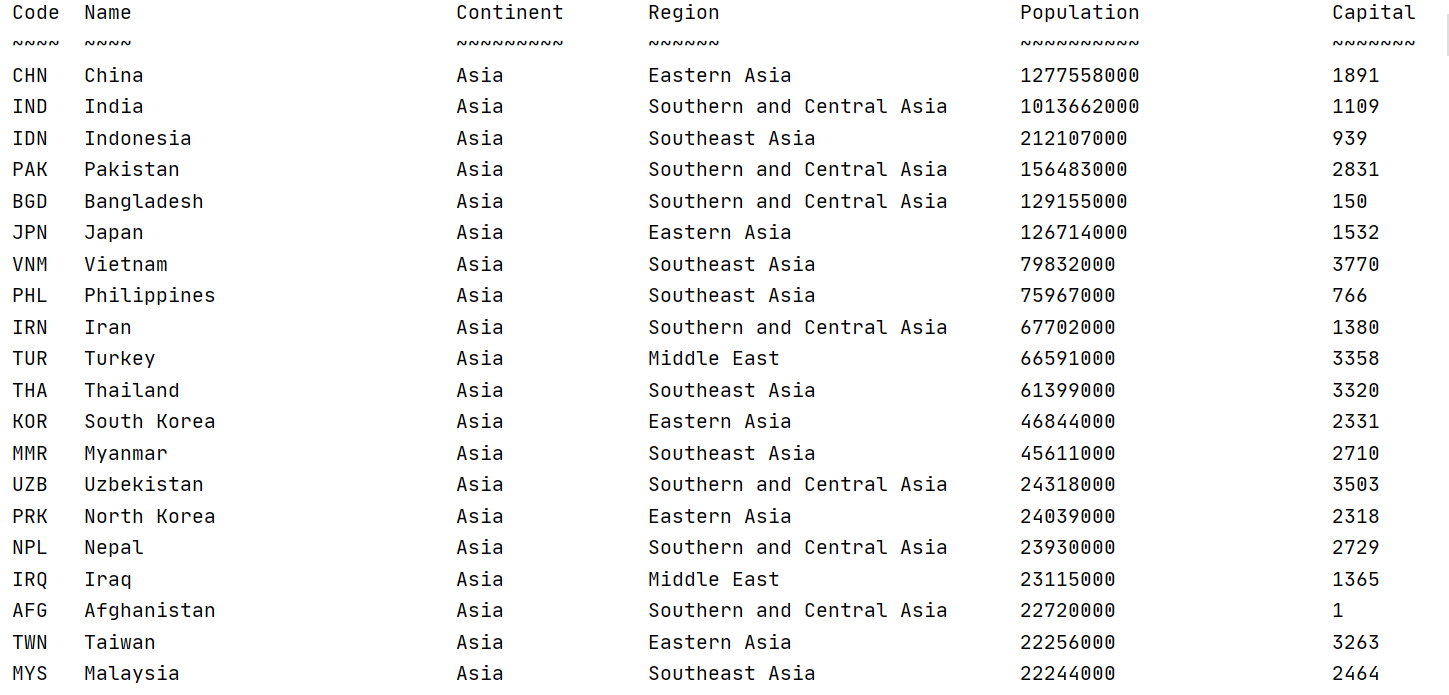 Code Name Continent Region Population Capital
~~~~ ~~~~ ~~~~~~~~~ ~~~~~~ ~~~~~~~~~~ ~~~~~~~
CHN China Asia Eastern Asia 1277558000 1891
IND India Asia Southern and Central Asia 1013662000 1109
IDN Indonesia Asia Southeast Asia 212107000 939
PAK Pakistan Asia Southern and Central Asia 156483000 2831
BGD Bangladesh Asia Southern and Central Asia 129155000 150
JPN Japan Asia Eastern Asia 126714000 1532
VNM Vietnam Asia Southeast Asia 79832000 3770
PHL Philippines Asia Southeast Asia 75967000 766
IRN Iran Asia Southern and Central Asia 67702000 1380
TUR Turkey Asia Middle East 66591000 3358
THA Thailand Asia Southeast Asia 61399000 3320
KOR South Korea Asia Eastern Asia 46844000 2331
MMR Myanmar Asia Southeast Asia 45611000 2710
UZB Uzbekistan Asia Southern and Central Asia 24318000 3503
PRK North Korea Asia Eastern Asia 24039000 2318
NPL Nepal Asia Southern and Central Asia 23930000 2729
IRQ Iraq Asia Middle East 23115000 1365
AFG Afghanistan Asia Southern and Central Asia 22720000 1
TWN Taiwan Asia Eastern Asia 22256000 3263
MYS Malaysia Asia Southeast Asia 22244000 2464